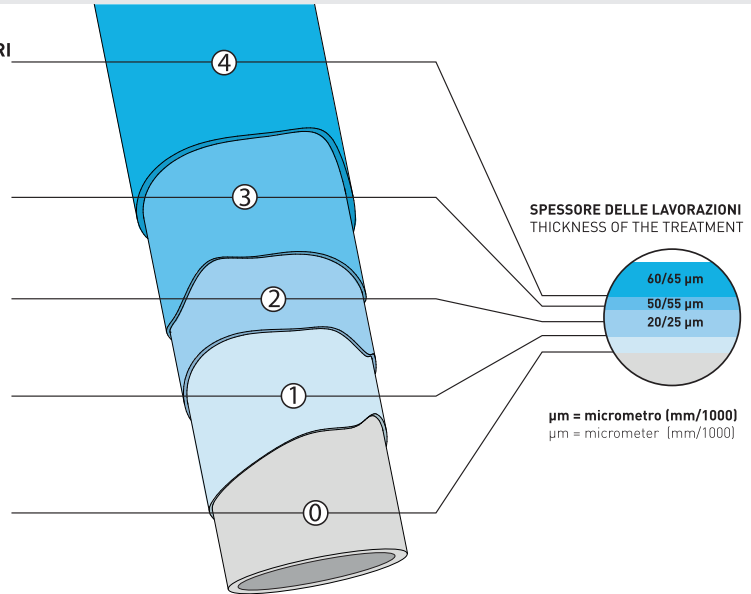 RI
4
3
SPESSORE DELLE LAVORAZIONI
THICKNESS OF THE TREATMENT
60/65 µm
50/55 µm
2
20/25 µm
1
µm = micrometro (mm/1000)
µm = micrometer (mm/1000)
0